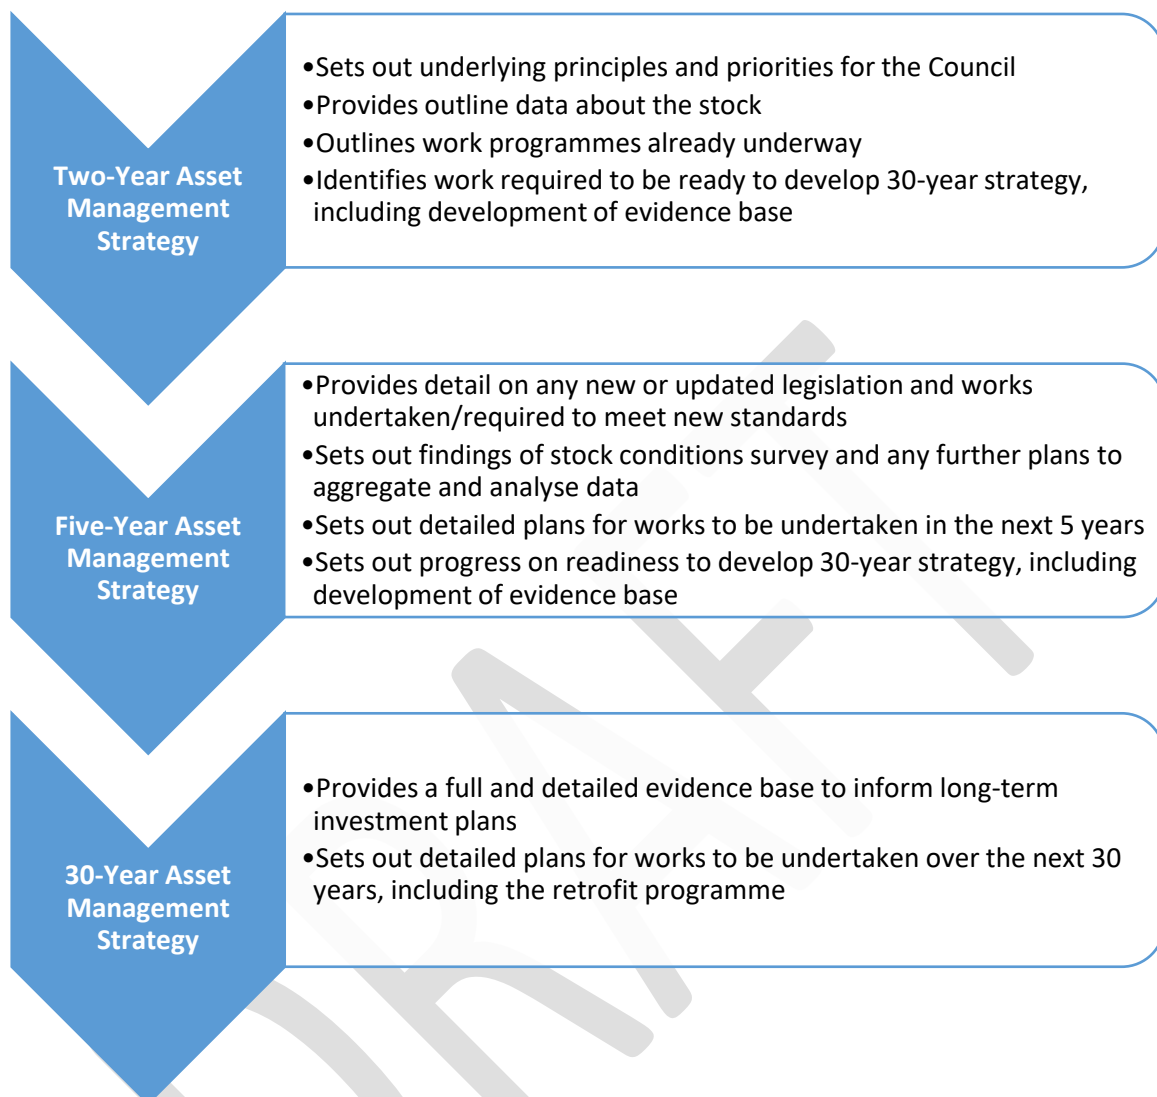 Two-Year Asset
Management
Strategy
•Sets out underlying principles and priorities for the Council
•Provides outline data about the stock
•Outlines work programmes already underway
•Identifies work required to be ready to develop 30-year strategy,
including development of evidence base
Five-Year Asset
Management
Strategy
•Provides detail on any new or updated legislation and works
undertaken/required to meet new standards
•Sets out findings of stock conditions survey and any further plans to
aggregate and analyse data
•Sets out detailed plans for works to be undertaken in the next 5 years
•Sets out progress on readiness to develop 30-year strategy, including
development of evidence base
30-Year Asset
Management
Strategy
•Provides a full and detailed evidence base to inform long-term
investment plans
•Sets out detailed plans for works to be undertaken over the next 30
years, including the retrofit programme
DRAFT